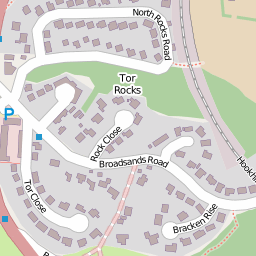 North Rocks Road
Tor
Rocks
Rock Close
Broadsands Road
Tor Close
Bracken Rise
P